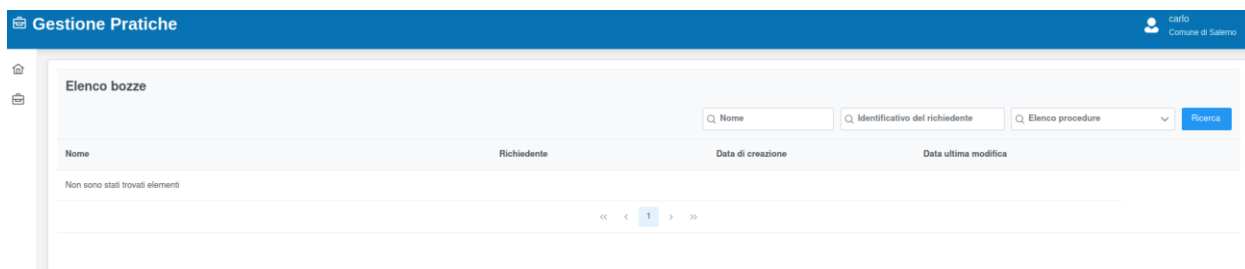 Gestione Pratiche
carlo
Comune di Salerno
Elenco bozze
Nome
Identificativo del richiedente
Elenco procedure
Ricerca
Nome Richiedente Data di creazione Data ultima modifica
Non sono stati trovati elementi
1